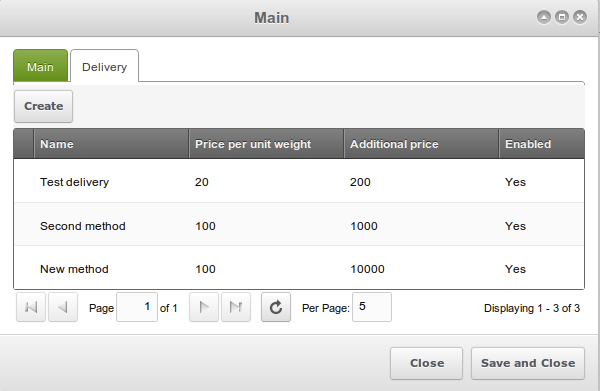 Main
Main Delivery
Create
Name Price per unit weight Additional price Enabled
Test delivery 20 200 Yes
Second method 100 1000 Yes
New method 100 10000 Yes
Page 1 of 1 Per Page: 5 Displaying 1 - 3 of 3
Close Save and Close